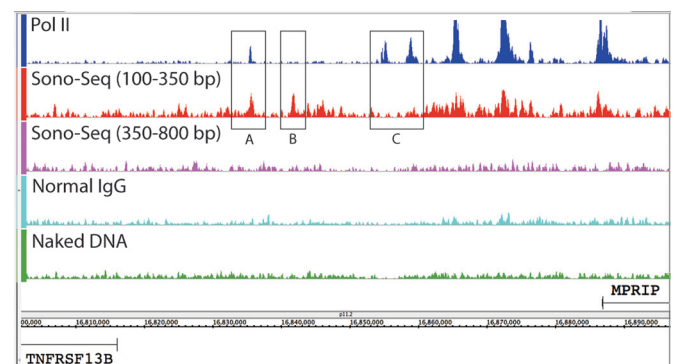 Pol II
Sono-Seq (100-350 bp)
A
B
C
Sono-Seq (350-800 bp)
Normal IgG
Naked DNA
MPRIP
p11.2
00,000 16,810,000 16,820,000 16,830,000 16,840,000 16,850,000 16,860,000 16,870,000 16,880,000 16,890,000
TNFRSF13B